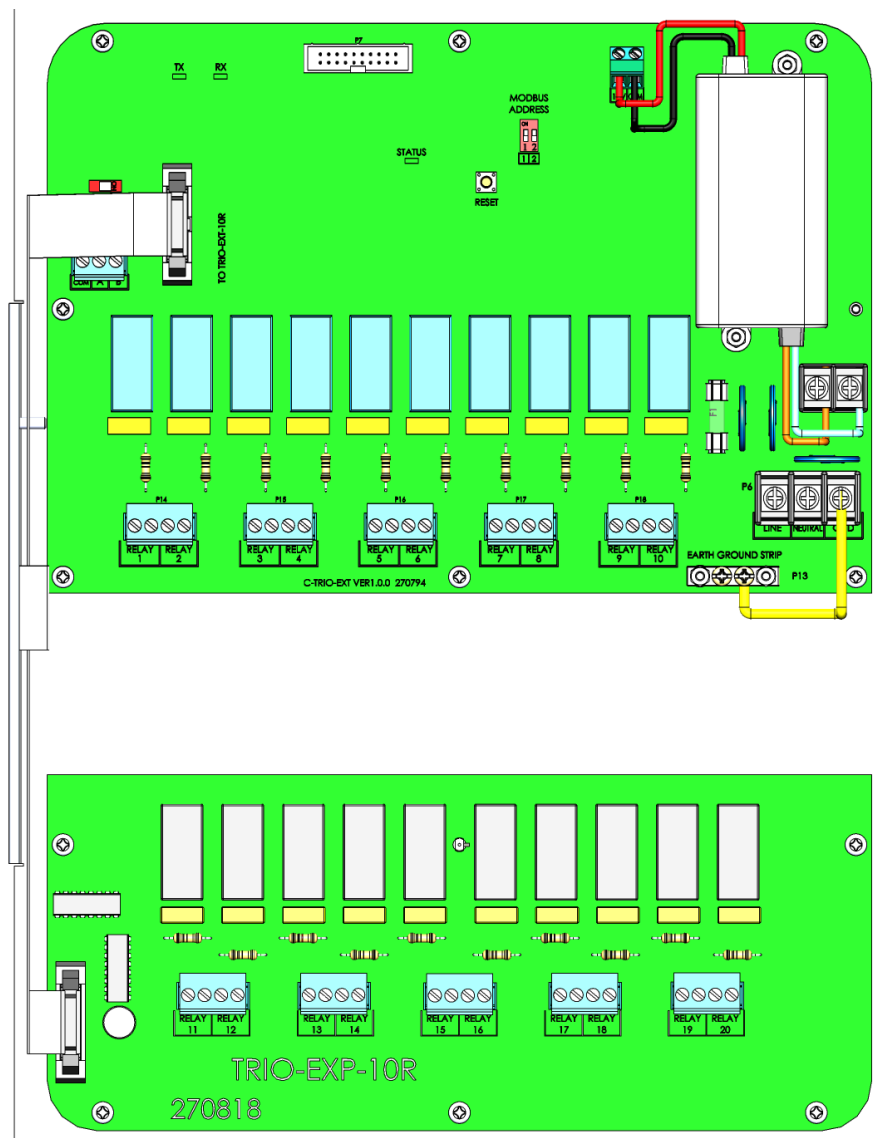 P7
TX RX
MODBUS
ADDRESS
ON
1 2
1 2
STATUS
RESET
TO TRIO-EXT-10R
COM A B
F1
P6
LINE NEUTRAL
P14 P15 P16 P17 P18
RELAY RELAY RELAY RELAY RELAY RELAY RELAY RELAY RELAY RELAY
1 2 3 4 5 6 7 8 9 10
EARTH GROUND STRIP
P13
C-TRIO-EXT VER1.0.0 270794
RELAY RELAY RELAY RELAY RELAY RELAY RELAY RELAY RELAY RELAY
11 12 13 14 15 16 17 18 19 20
TRIO-EXP-10R
270818